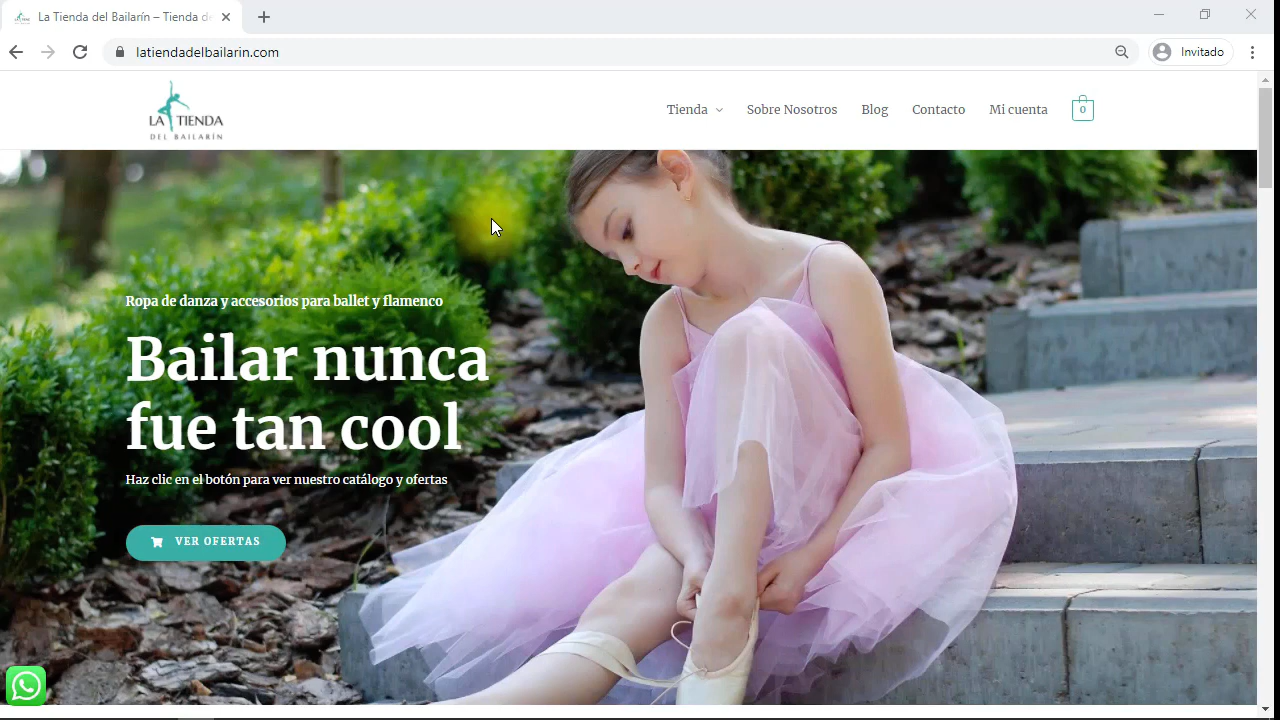 La Tienda del Bailarín – Tienda de
latiendadelbailarin.com
Invitado
LA TIENDA
DEL BAILARÍN
Tienda
Sobre Nosotros
Blog
Contacto
Mi cuenta
0
Ropa de danza y accesorios para ballet y flamenco
Bailar nunca
fue tan cool
Haz clic en el botón para ver nuestro catálogo y ofertas
VER OFERTAS